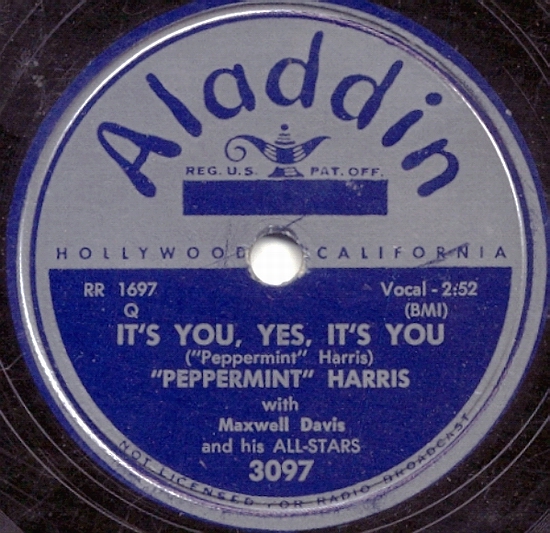 Aladdin
REG. U.S. PAT. OFF.
HOLLYWOOD CALIFORNIA
RR 1697 Vocal - 2:52
Q (BMI)
IT'S YOU, YES, IT'S YOU
("Peppermint" Harris)
"PEPPERMINT" HARRIS
with
Maxwell Davis
and his ALL-STARS
3097
NOT LICENSED FOR RADIO BROADCAST